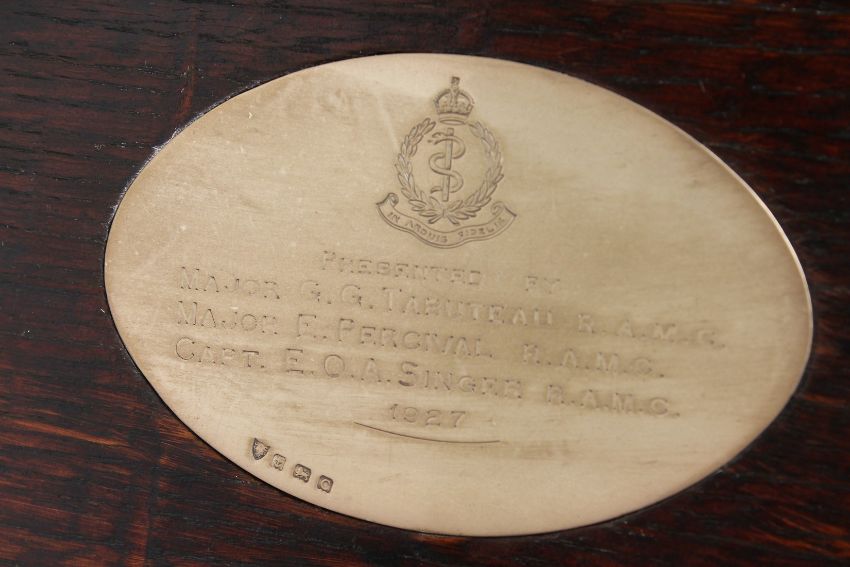 IN ARDUIS FIDELIS
PRESENTED BY
MAJOR G. G. TABUTEAU R.A.M.C.
MAJOR E. PERCIVAL R.A.M.C.
CAPT. E.O.A. SINGER R.A.M.C.
1927